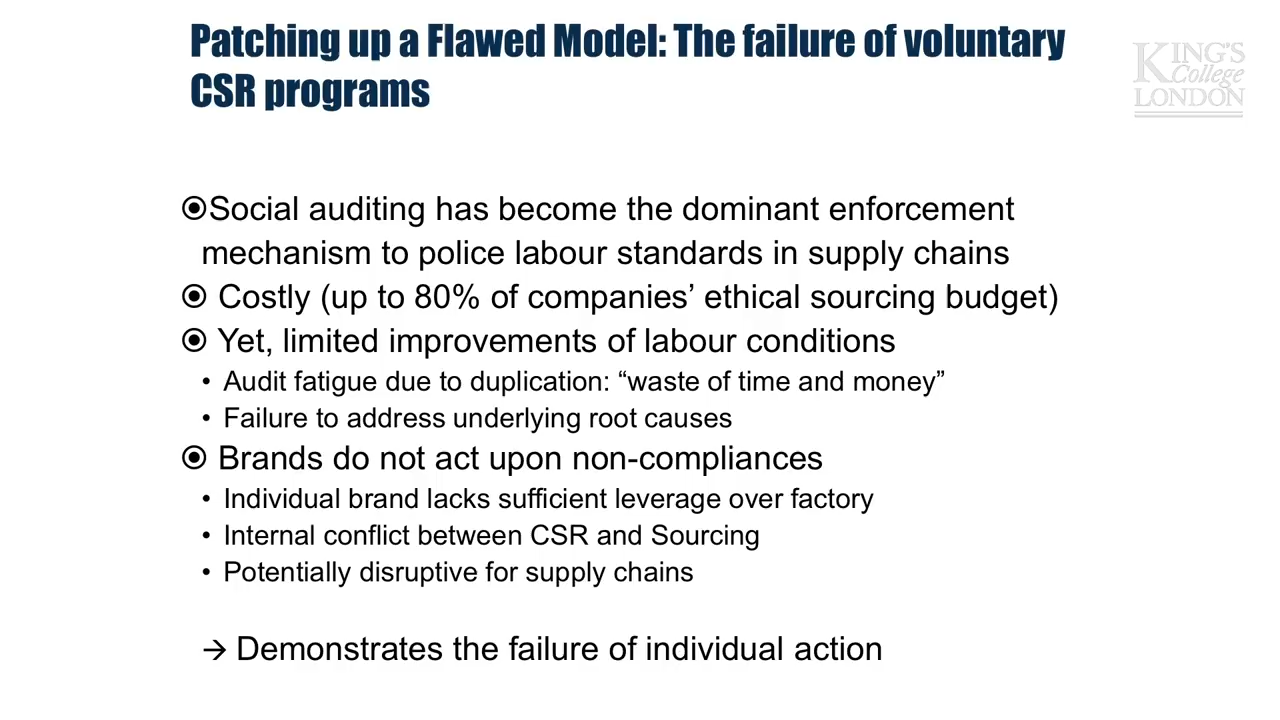 Patching up a Flawed Model: The failure of voluntary
CSR programs
KING'S
College
LONDON
◉Social auditing has become the dominant enforcement
mechanism to police labour standards in supply chains
◉ Costly (up to 80% of companies’ ethical sourcing budget)
◉ Yet, limited improvements of labour conditions
• Audit fatigue due to duplication: “waste of time and money”
• Failure to address underlying root causes
◉ Brands do not act upon non-compliances
• Individual brand lacks sufficient leverage over factory
• Internal conflict between CSR and Sourcing
• Potentially disruptive for supply chains
→ Demonstrates the failure of individual action